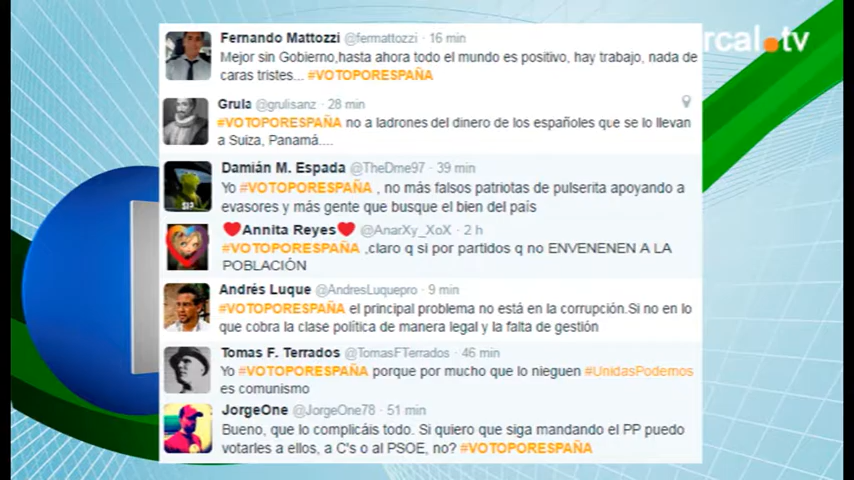 Fernando Mattozzi @fermattozzi · 16 min
Mejor sin Gobierno,hasta ahora todo el mundo es positivo, hay trabajo, nada de
caras tristes... #VOTOPORESPAÑA
rcal.tv
Grula @grulisanz · 28 min
#VOTOPORESPAÑA no a ladrones del dinero de los españoles que se lo llevan
a Suiza, Panamá....
Damián M. Espada @TheDme97 · 39 min
Yo #VOTOPORESPAÑA , no más falsos patriotas de pulserita apoyando a
evasores y más gente que busque el bien del país
❤Annita Reyes❤ @AnarXy_XoX · 2 h
#VOTOPORESPAÑA ,claro q si por partidos q no ENVENENEN A LA
POBLACIÓN
Andrés Luque @AndresLuquepro · 9 min
#VOTOPORESPAÑA el principal problema no está en la corrupción.Si no en lo
que cobra la clase política de manera legal y la falta de gestión
Tomas F. Terrados @TomasFTerrados · 46 min
Yo #VOTOPORESPAÑA porque por mucho que lo nieguen #UnidasPodemos
es comunismo
JorgeOne @JorgeOne78 · 51 min
Bueno, que lo complicáis todo. Si quiero que siga mandando el PP puedo
votarles a ellos, a C's o al PSOE, no? #VOTOPORESPAÑA